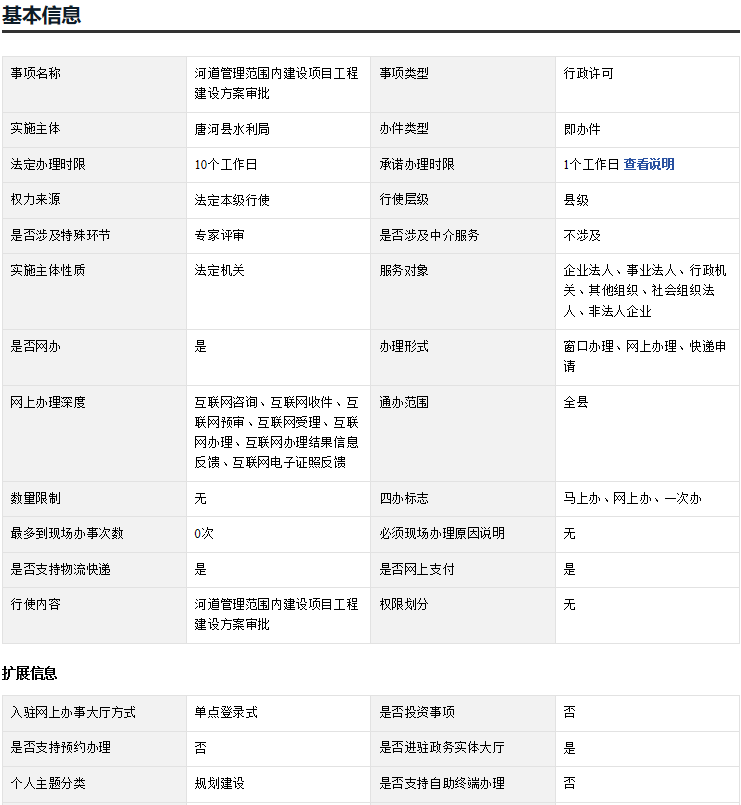 基本信息
事项名称
河道管理范围内建设项目工程
建设方案审批
事项类型
行政许可
实施主体
唐河县水利局
办件类型
即办件
法定办理时限
10个工作日
承诺办理时限
1个工作日 查看说明
权力来源
法定本级行使
行使层级
县级
是否涉及特殊环节
专家评审
是否涉及中介服务
不涉及
实施主体性质
法定机关
服务对象
企业法人、事业法人、行政机
关、其他组织、社会组织法
人、非法人企业
是否网办
是
办理形式
窗口办理、网上办理、快递申
请
网上办理深度
互联网咨询、互联网收件、互
联网预审、互联网受理、互联
网办理、互联网办理结果信息
反馈、互联网电子证照反馈
通办范围
全县
数量限制
无
四办标志
马上办、网上办、一次办
最多到现场办事次数
0次
必须现场办理原因说明
无
是否支持物流快递
是
是否网上支付
是
行使内容
河道管理范围内建设项目工程
建设方案审批
权限划分
无
扩展信息
入驻网上办事大厅方式
单点登录式
是否投资事项
否
是否支持预约办理
否
是否进驻政务实体大厅
是
个人主题分类
规划建设
是否支持自助终端办理
否